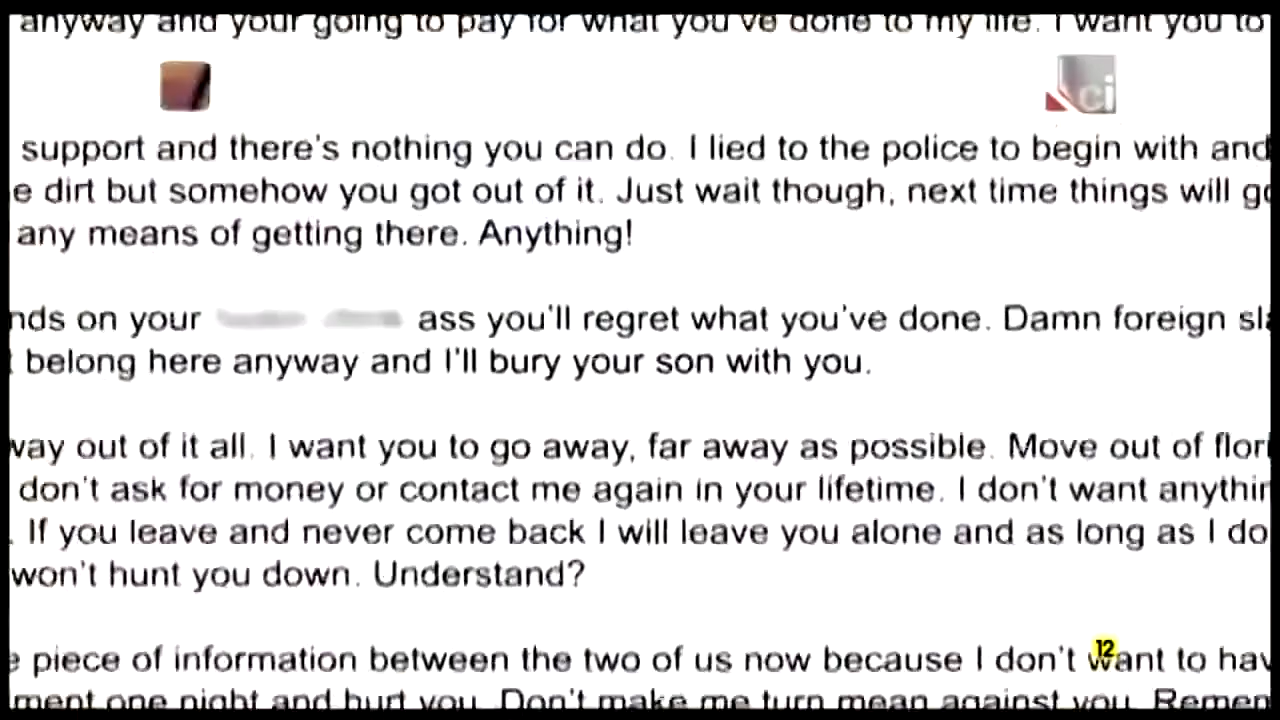 anyway and your going to pay for what you've done to my life. I want you to
ci
support and there's nothing you can do. I lied to the police to begin with and
e dirt but somehow you got out of it. Just wait though, next time things will go
any means of getting there. Anything!
nds on your ass you'll regret what you've done. Damn foreign sla
belong here anyway and I'll bury your son with you.
way out of it all. I want you to go away, far away as possible. Move out of flori
don't ask for money or contact me again in your lifetime. I don't want anythin
. If you leave and never come back I will leave you alone and as long as I do
won't hunt you down. Understand?
e piece of information between the two of us now because I don't want to hav
12
ment one night and hurt you. Don't make me turn mean against you. Remem